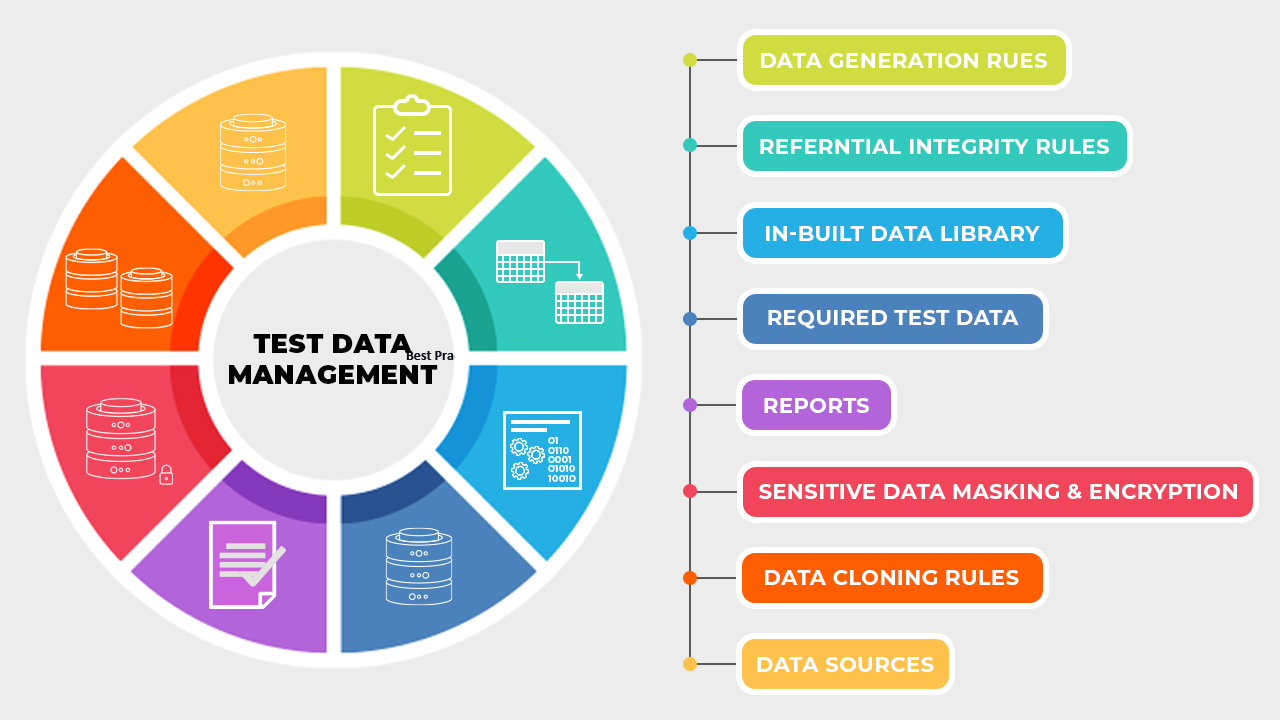 TEST DATA
MANAGEMENT
Best Pra
01
0110
0001
01010
10010
DATA GENERATION RUES
REFERNTIAL INTEGRITY RULES
IN-BUILT DATA LIBRARY
REQUIRED TEST DATA
REPORTS
SENSITIVE DATA MASKING & ENCRYPTION
DATA CLONING RULES
DATA SOURCES